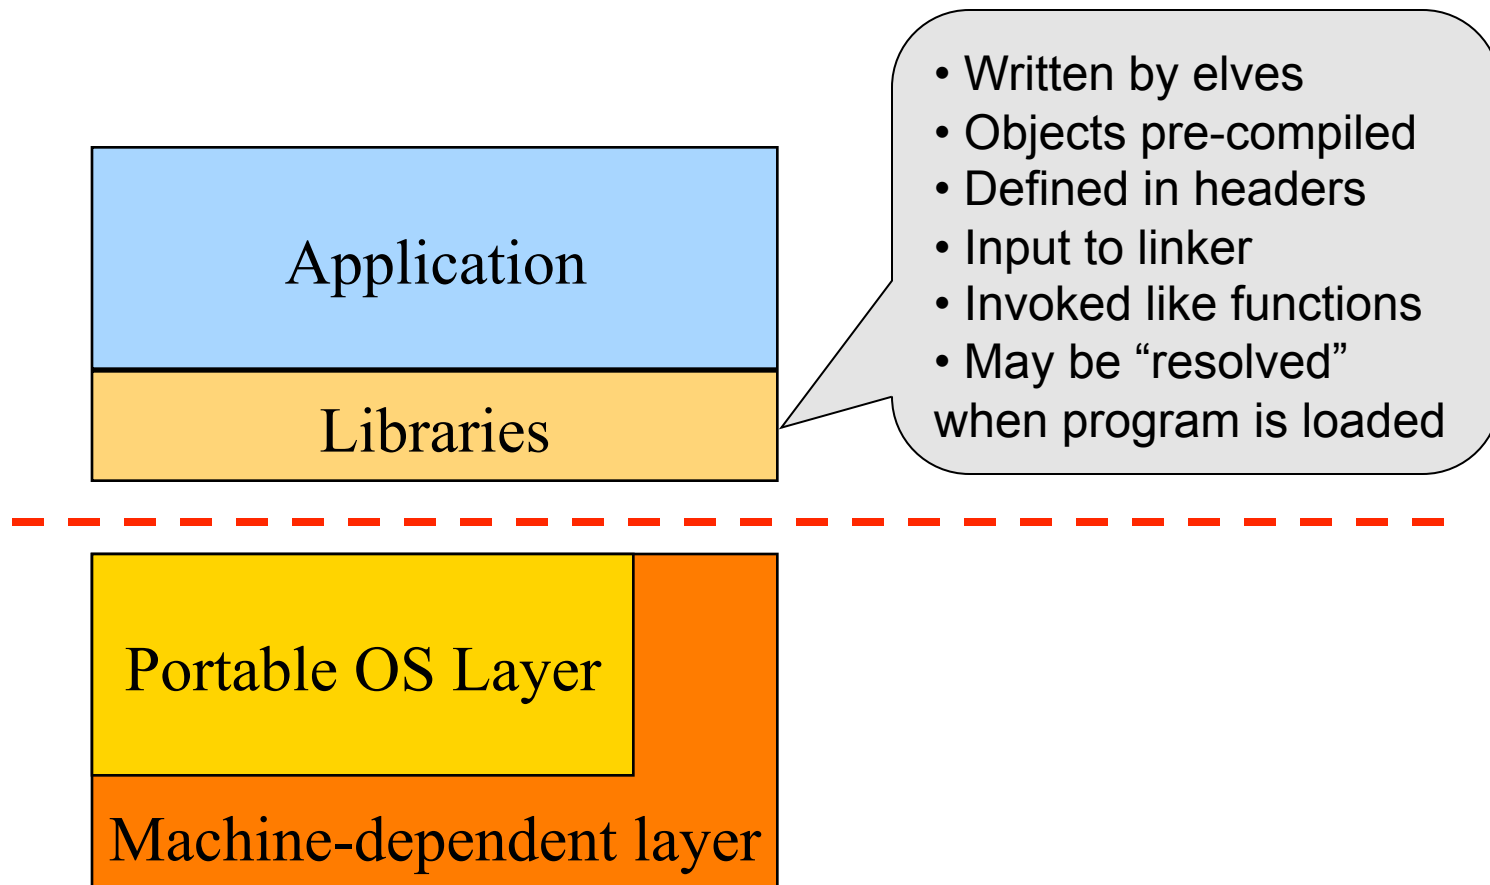 Application
Libraries
• Written by elves
• Objects pre-compiled
• Defined in headers
• Input to linker
• Invoked like functions
• May be “resolved”
when program is loaded
Portable OS Layer
Machine-dependent layer